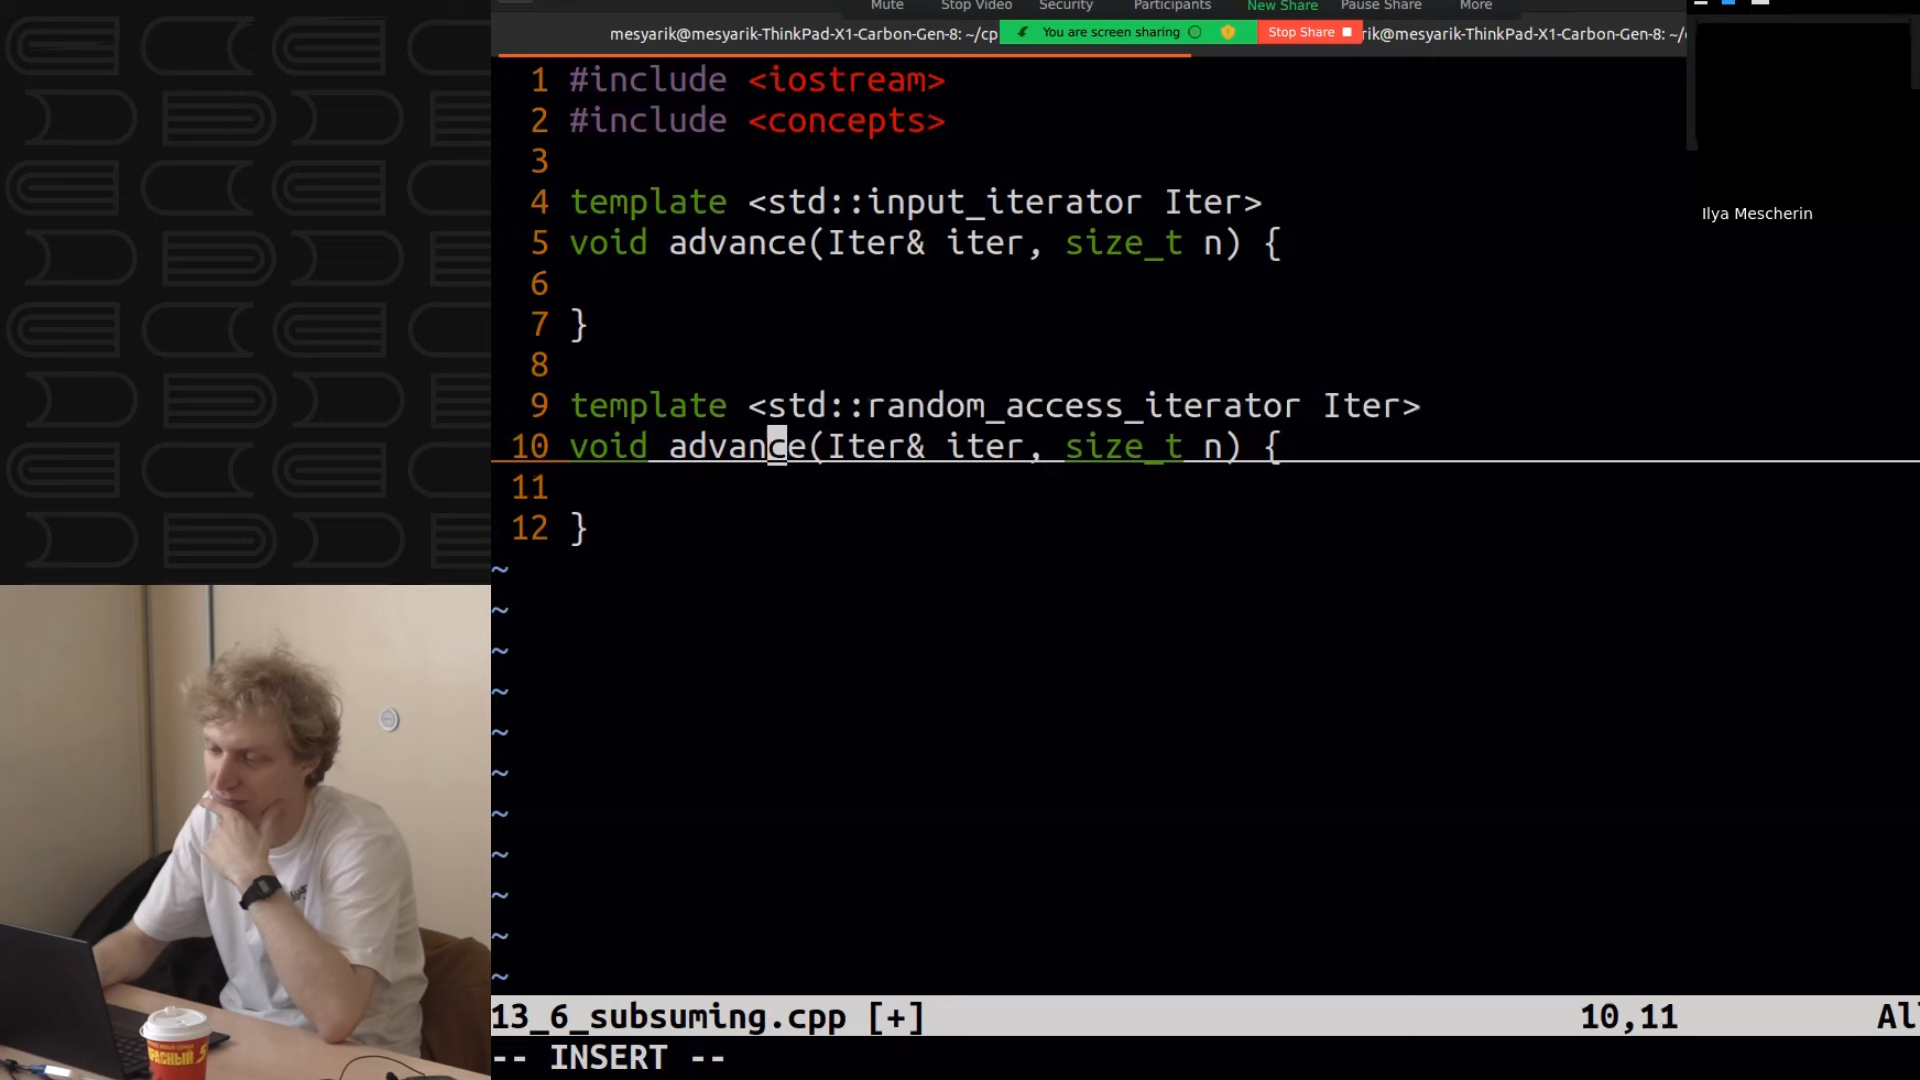 Mute Stop Video Security Participants New Share Pause Share More
mesyarik@mesyarik-ThinkPad-X1-Carbon-Gen-8: ~/cp You are screen sharing Stop Share rik@mesyarik-ThinkPad-X1-Carbon-Gen-8: ~/c
Ilya Mescherin
1 #include <iostream>
2 #include <concepts>
3
4 template <std::input_iterator Iter>
5 void advance(Iter& iter, size_t n) {
6
7 }
8
9 template <std::random_access_iterator Iter>
10 void advance(Iter& iter, size_t n) {
11
12 }
~
~
~
~
~
~
~
~
~
~
~
13_6_subsuming.cpp [+] 10,11 Al
-- INSERT --
КРАСНЫЙ